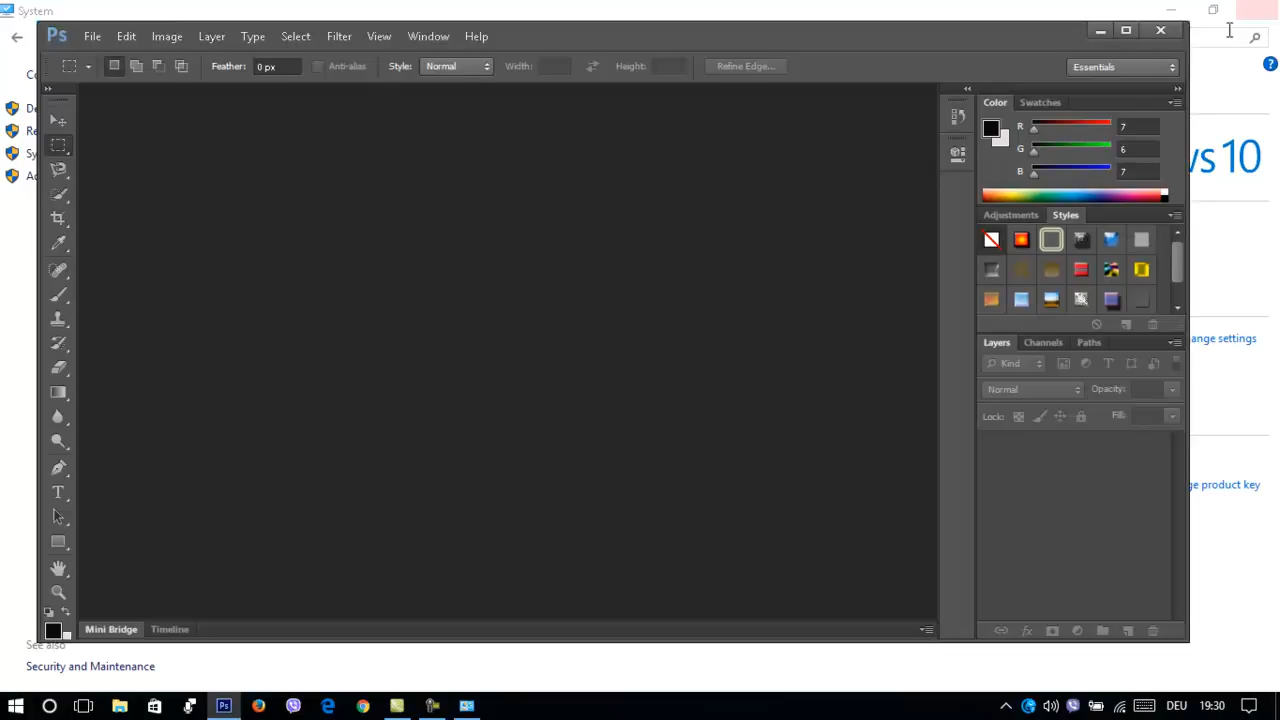 System
Ps File Edit Image Layer Type Select Filter View Window Help
Feather: 0 px Anti-alias Style: Normal Width: Height: Refine Edge... Essentials
Color Swatches
R 7
G 6
B 7
ws 10
Adjustments Styles
ange settings
Layers Channels Paths
Kind
Normal Opacity:
Lock: Fill:
ge product key
Mini Bridge Timeline
See also
Security and Maintenance
DEU 19:30